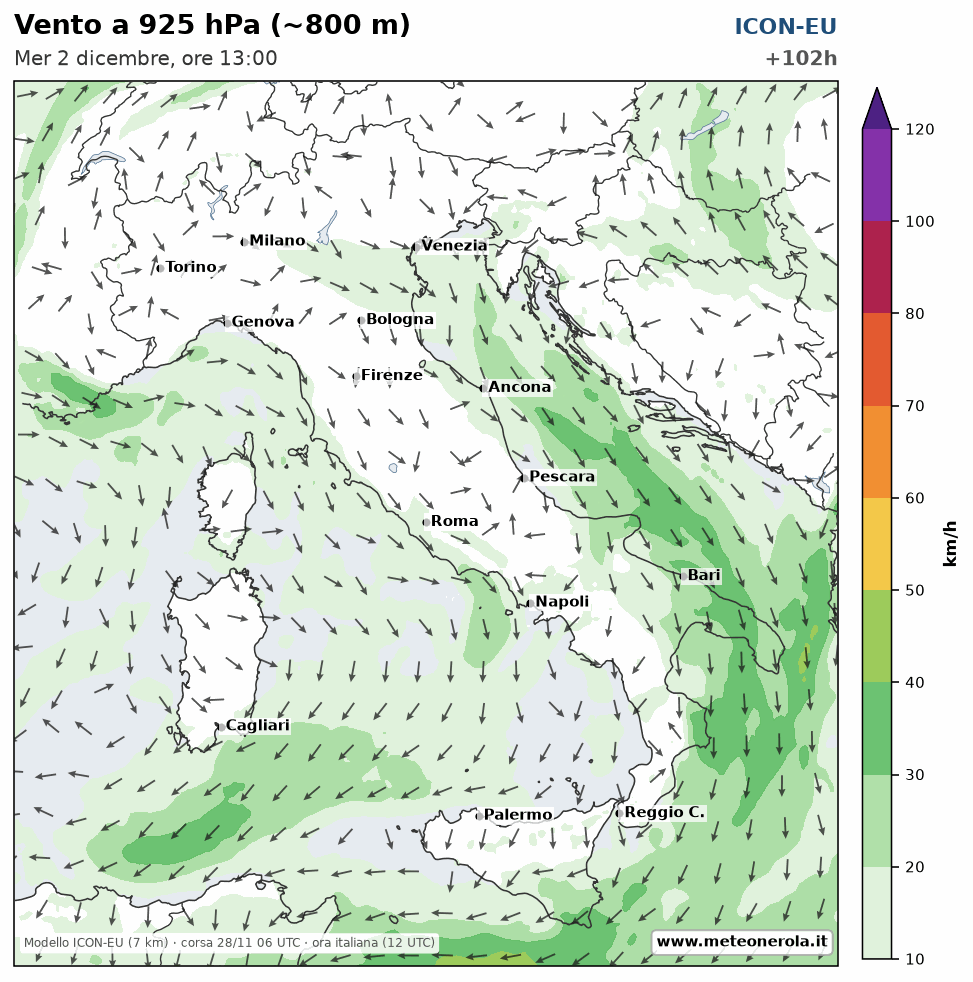 Vento a 925 hPa (~800 m)
ICON-EU
Mer 2 dicembre, ore 13:00
+102h
Milano
Venezia
Torino
Genova
Bologna
Firenze
Ancona
Pescara
Roma
Bari
Napoli
Cagliari
Palermo
Reggio C.
120
100
80
70
60
50
40
30
20
10
km/h
Modello ICON-EU (7 km) · corsa 28/11 06 UTC · ora italiana (12 UTC)
www.meteonerola.it